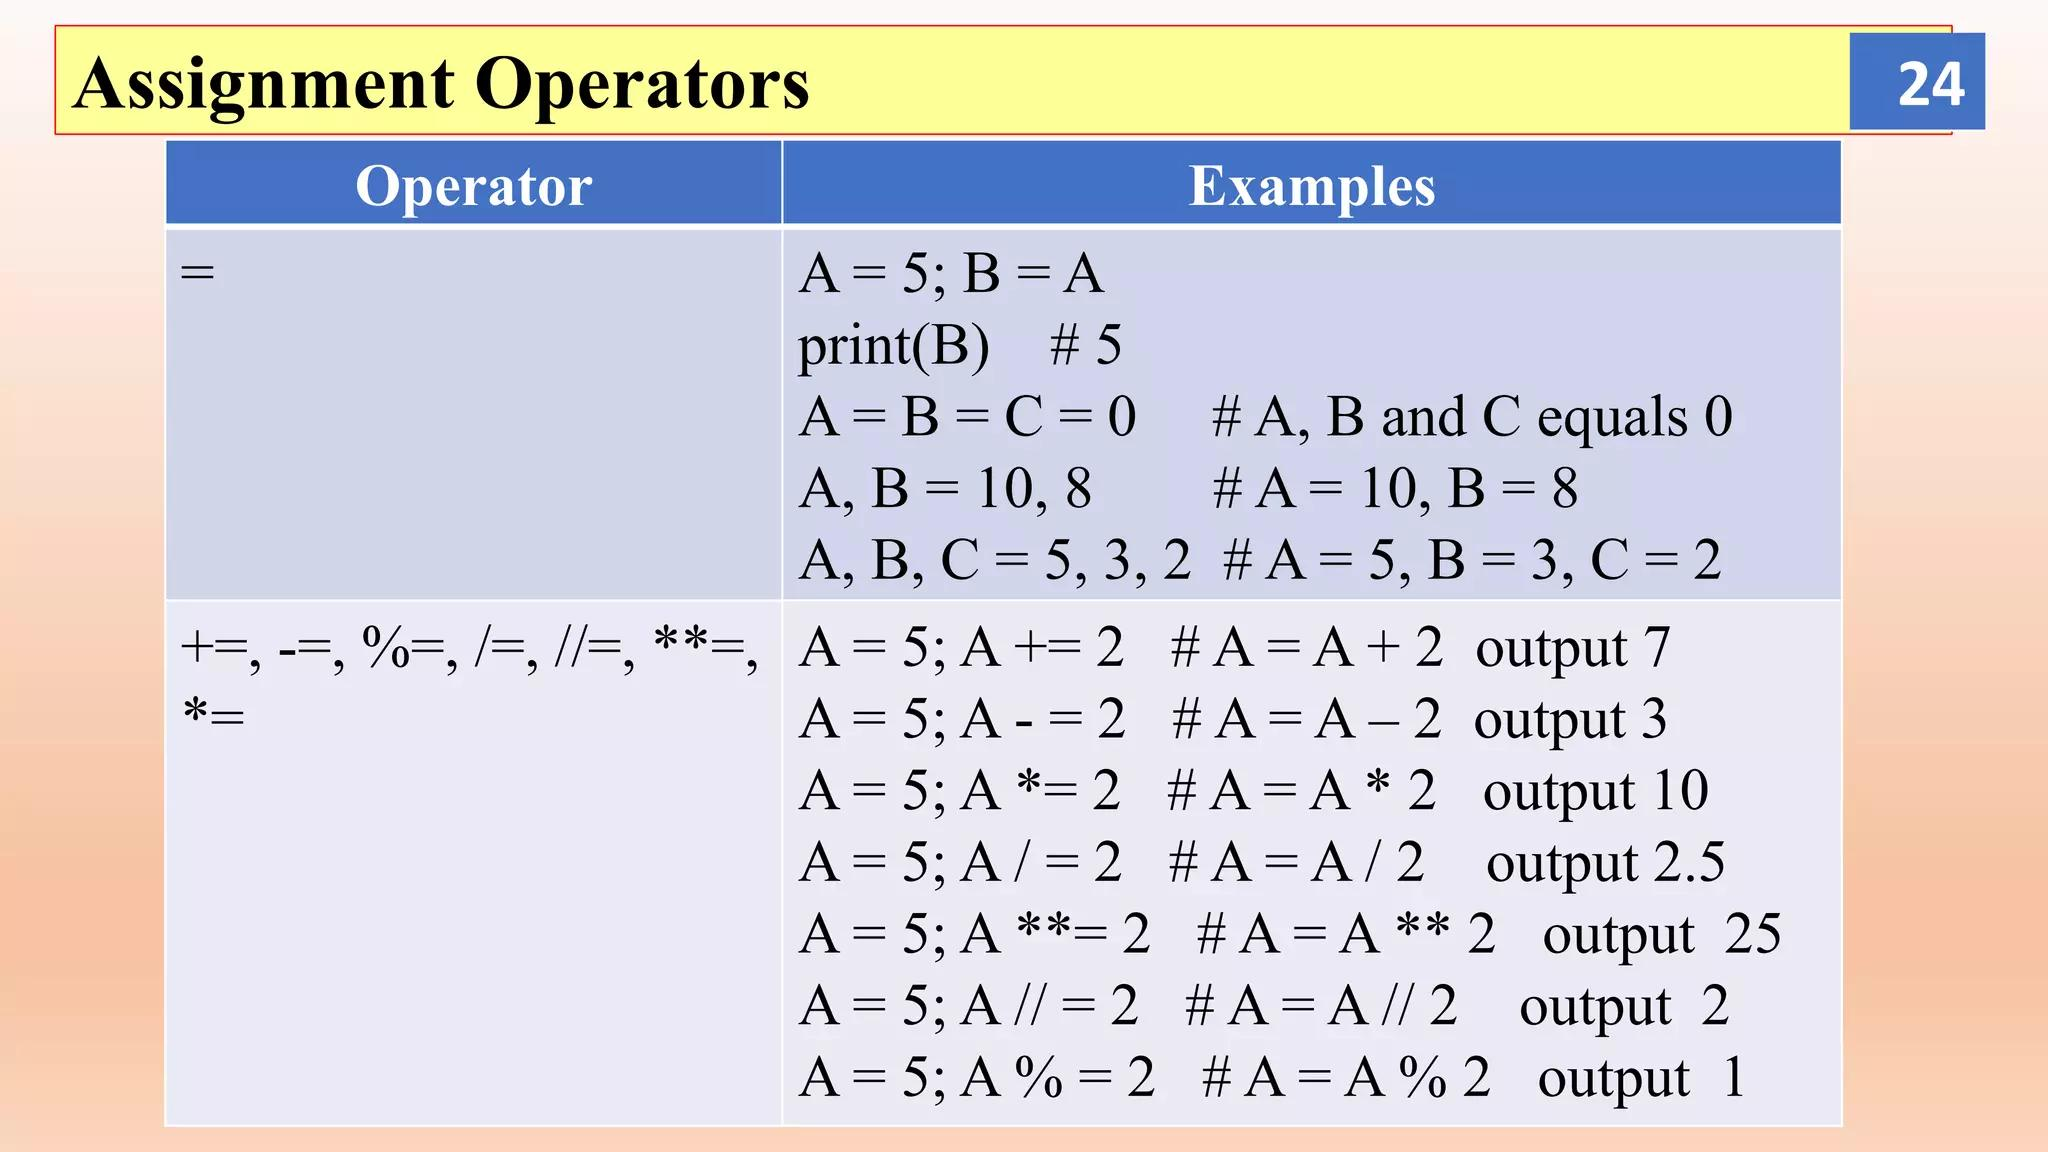 Assignment Operators
24
Operator Examples
=
A = 5; B = A
print(B) # 5
A = B = C = 0 # A, B and C equals 0
A, B = 10, 8 # A = 10, B = 8
A, B, C = 5, 3, 2 # A = 5, B = 3, C = 2
+=, -=, %=, /=, //=, **=,
*=
A = 5; A += 2 # A = A + 2 output 7
A = 5; A - = 2 # A = A – 2 output 3
A = 5; A *= 2 # A = A * 2 output 10
A = 5; A / = 2 # A = A / 2 output 2.5
A = 5; A **= 2 # A = A ** 2 output 25
A = 5; A // = 2 # A = A // 2 output 2
A = 5; A % = 2 # A = A % 2 output 1